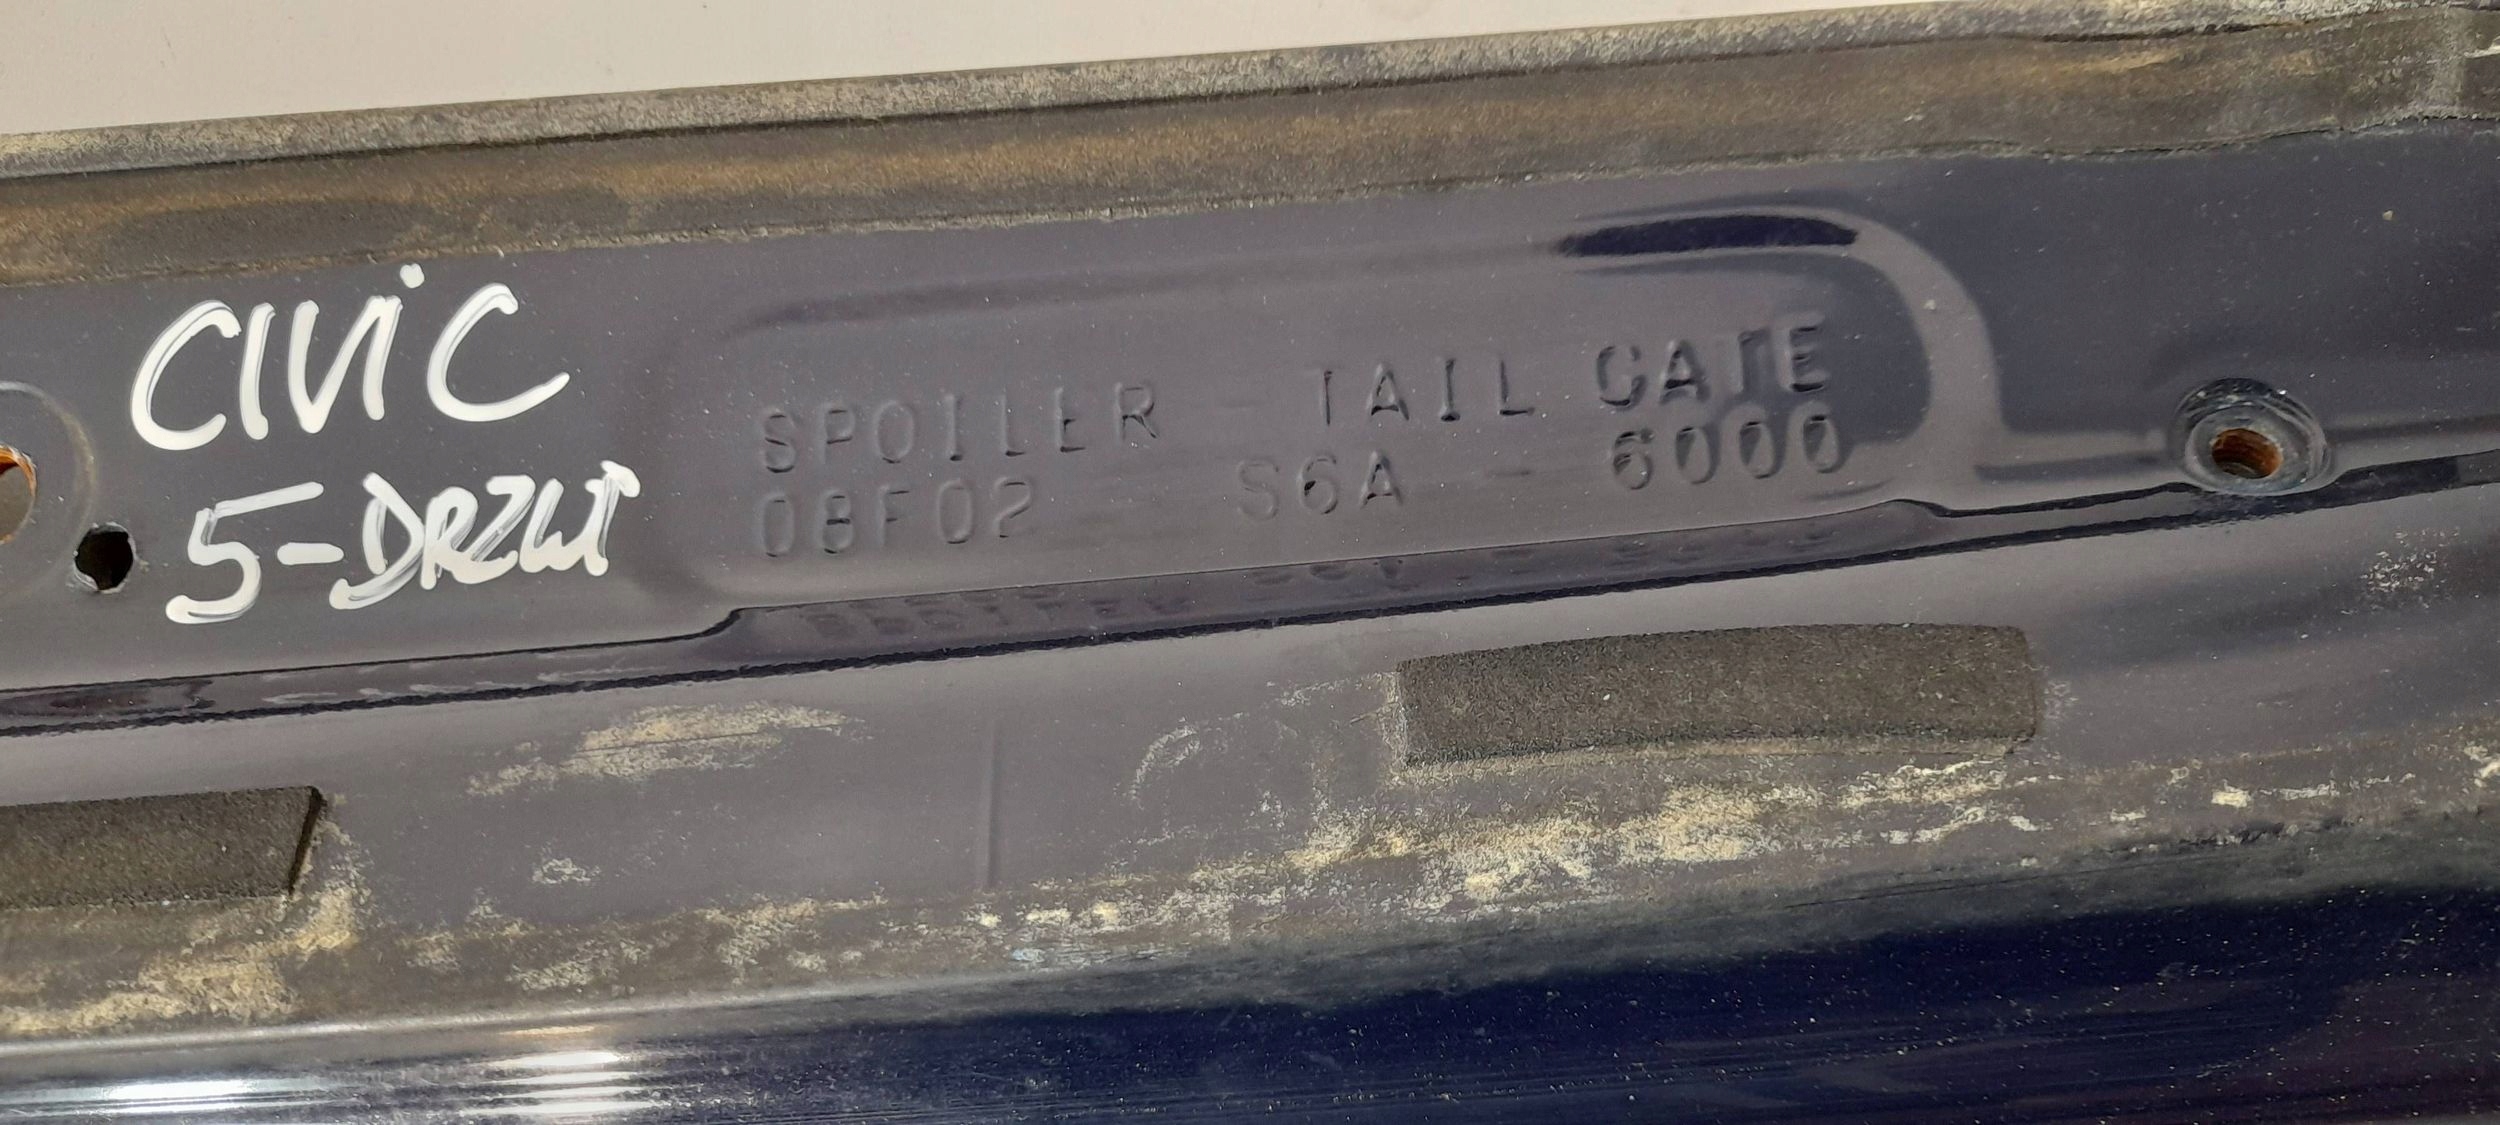 CIVIC
5-DRZWI
SPOILER - TAIL GATE
08F02 - S6A - 6000